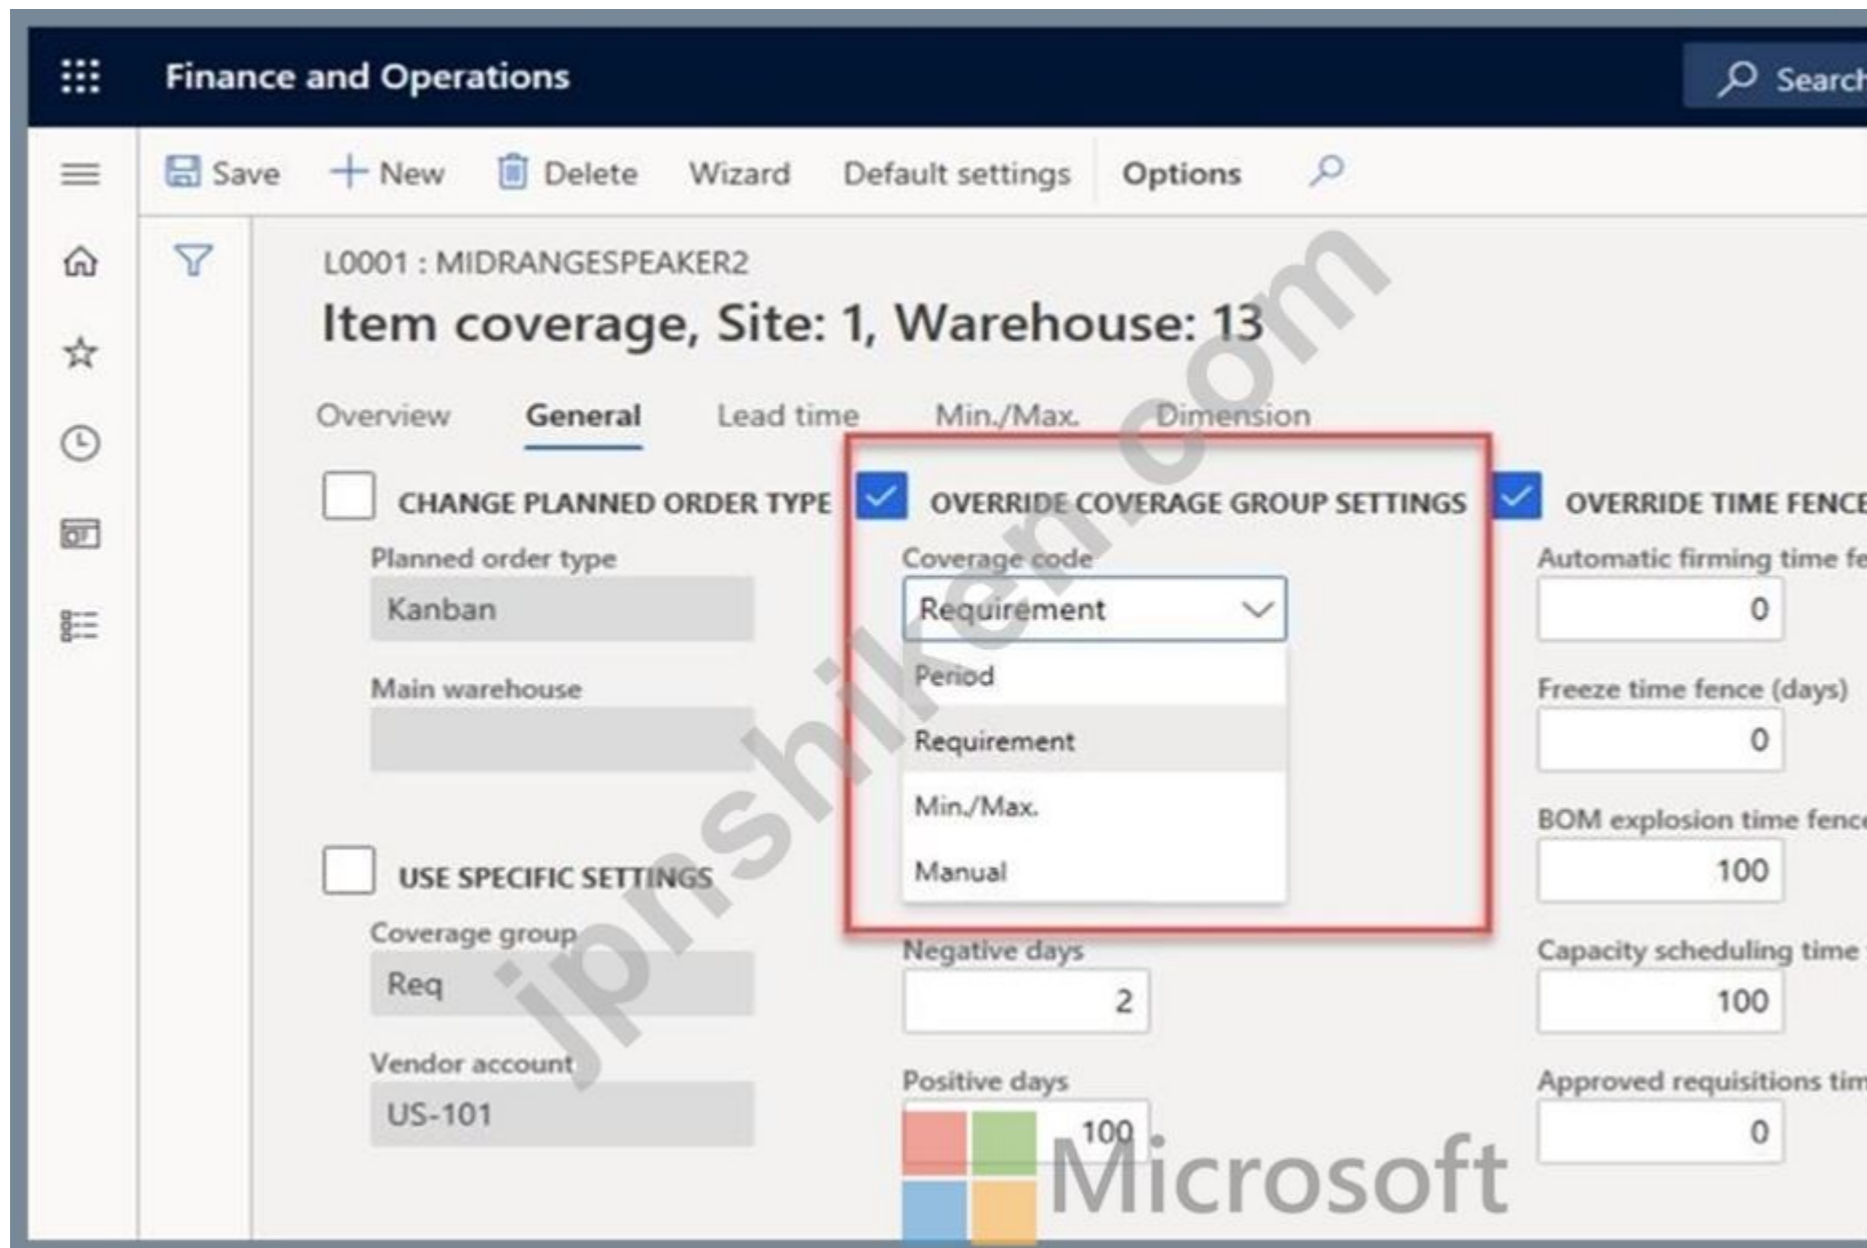 Finance and Operations
Search
Save New Delete Wizard Default settings Options
L0001 : MIDRANGESPEAKER2
Item coverage, Site: 1, Warehouse: 13
Overview General Lead time Min./Max. Dimension
CHANGE PLANNED ORDER TYPE
Planned order type
Kanban
Main warehouse
USE SPECIFIC SETTINGS
Coverage group
Req
Vendor account
US-101
OVERRIDE COVERAGE GROUP SETTINGS
Coverage code
Requirement
Period
Requirement
Min./Max.
Manual
Negative days
2
Positive days
100
OVERRIDE TIME FENCE
Automatic firming time fe
0
Freeze time fence (days)
0
BOM explosion time fence
100
Capacity scheduling time
100
Approved requisitions tim
0
jpnshiken.com
Microsoft